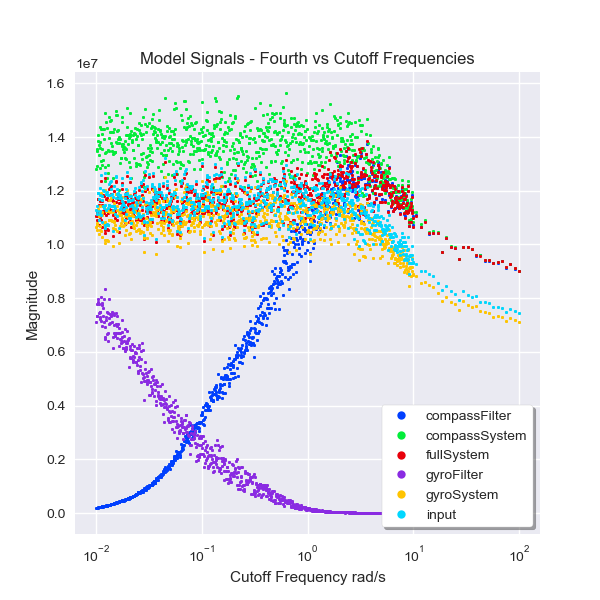 Model Signals - Fourth vs Cutoff Frequencies
1e7
1.6
1.4
1.2
1.0
0.8
0.6
0.4
0.2
0.0
Magnitude
compassFilter
compassSystem
fullSystem
gyroFilter
gyroSystem
input
10⁻² 10⁻¹ 10⁰ 10¹ 10²
Cutoff Frequency rad/s